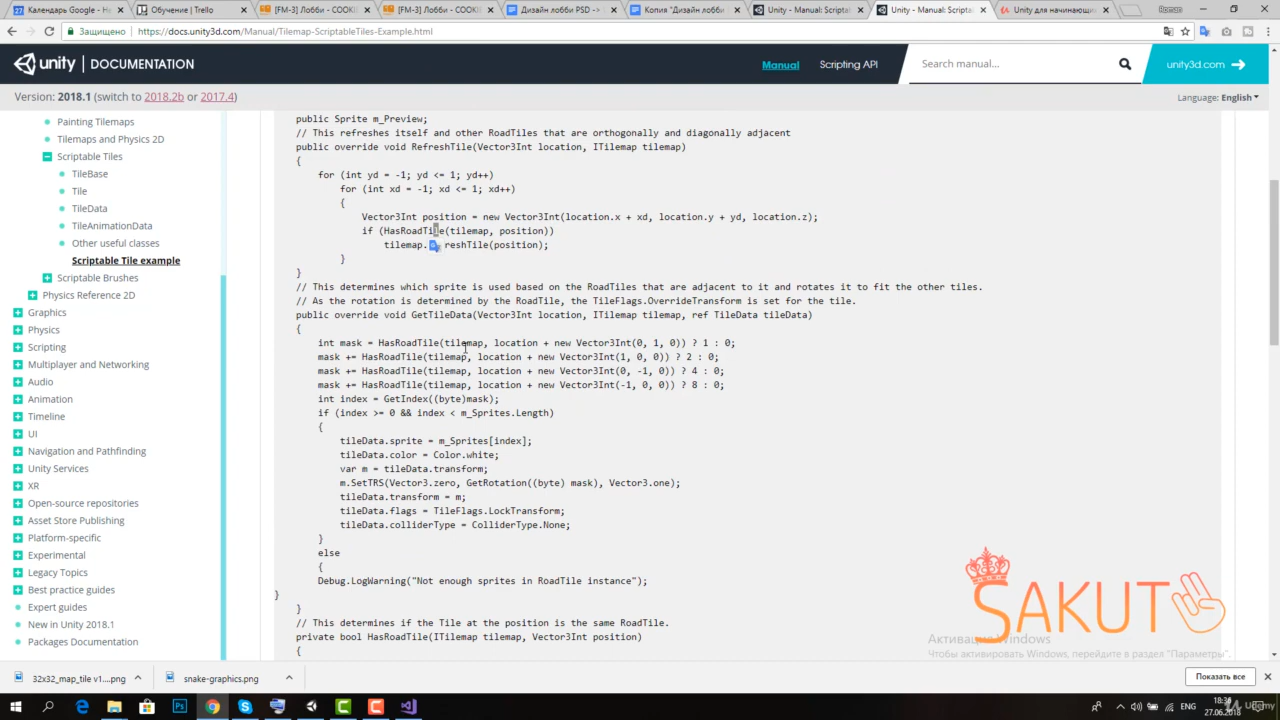 Календарь Google - Не
Обучение | Trello
[FM-3] Лобби - COOKI
[FM-3] Лобби - COOKI
Дизайн лобби PSD ->
Копия "Дизайн лобби
Unity - Manual: Scripta
Unity - Manual: Scripta
Unity для начинающи
Защищено
https://docs.unity3d.com/Manual/Tilemap-ScriptableTiles-Example.html
unity | DOCUMENTATION
Manual
Scripting API
Search manual...
unity3d.com
Version: 2018.1 (switch to 2018.2b or 2017.4)
Language: English
Painting Tilemaps
Tilemaps and Physics 2D
Scriptable Tiles
TileBase
Tile
TileData
TileAnimationData
Other useful classes
Scriptable Tile example
Scriptable Brushes
Physics Reference 2D
Graphics
Physics
Scripting
Multiplayer and Networking
Audio
Animation
Timeline
UI
Navigation and Pathfinding
Unity Services
XR
Open-source repositories
Asset Store Publishing
Platform-specific
Experimental
Legacy Topics
Best practice guides
Expert guides
New in Unity 2018.1
Packages Documentation
public Sprite m_Preview;
// This refreshes itself and other RoadTiles that are orthogonally and diagonally adjacent
public override void RefreshTile(Vector3Int location, ITilemap tilemap)
{
for (int yd = -1; yd <= 1; yd++)
for (int xd = -1; xd <= 1; xd++)
{
Vector3Int position = new Vector3Int(location.x + xd, location.y + yd, location.z);
if (HasRoadTile(tilemap, position))
tilemap. reshTile(position);
}
}
// This determines which sprite is used based on the RoadTiles that are adjacent to it and rotates it to fit the other tiles.
// As the rotation is determined by the RoadTile, the TileFlags.OverrideTransform is set for the tile.
public override void GetTileData(Vector3Int location, ITilemap tilemap, ref TileData tileData)
{
int mask = HasRoadTile(tilemap, location + new Vector3Int(0, 1, 0)) ? 1 : 0;
mask += HasRoadTile(tilemap, location + new Vector3Int(1, 0, 0)) ? 2 : 0;
mask += HasRoadTile(tilemap, location + new Vector3Int(0, -1, 0)) ? 4 : 0;
mask += HasRoadTile(tilemap, location + new Vector3Int(-1, 0, 0)) ? 8 : 0;
int index = GetIndex((byte)mask);
if (index >= 0 && index < m_Sprites.Length)
{
tileData.sprite = m_Sprites[index];
tileData.color = Color.white;
var m = tileData.transform;
m.SetTRS(Vector3.zero, GetRotation((byte) mask), Vector3.one);
tileData.transform = m;
tileData.flags = TileFlags.LockTransform;
tileData.colliderType = ColliderType.None;
}
else
{
Debug.LogWarning("Not enough sprites in RoadTile instance");
}
}
// This determines if the Tile at the position is the same RoadTile.
private bool HasRoadTile(ITilemap tilemap, Vector3Int position)
{
SAKUT
Активация Windows
Чтобы активировать Windows, перейдите в раздел "Параметры".
32x32_map_tile v1....png
snake-graphics.png
Показать все
ENG
18:36
27.06.2018
Udemy